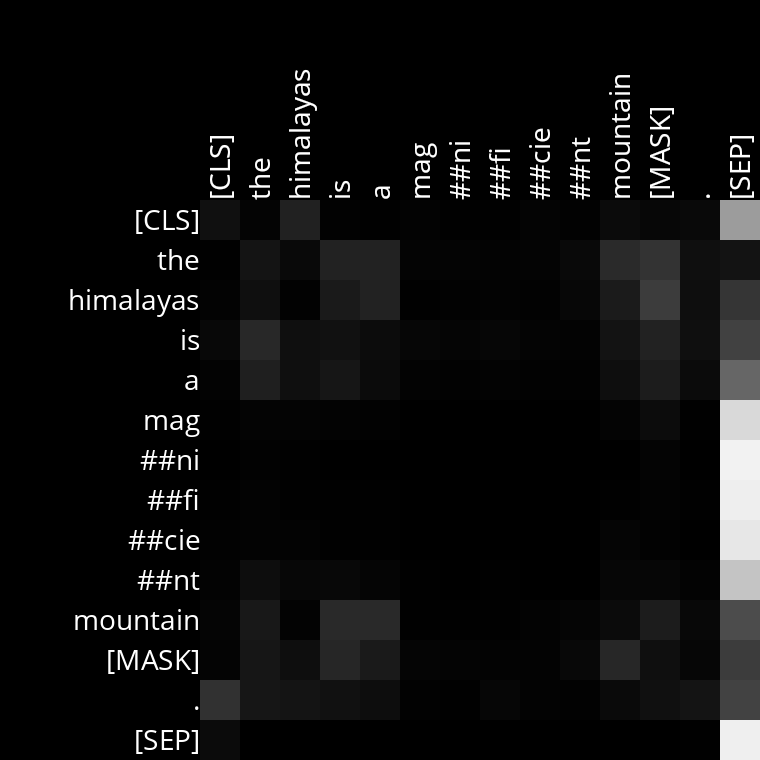 [CLS] the himalayas is a mag ##ni ##fi ##cie ##nt mountain [MASK] . [SEP]
[CLS]
the
himalayas
is
a
mag
##ni
##fi
##cie
##nt
mountain
[MASK]
.
[SEP]